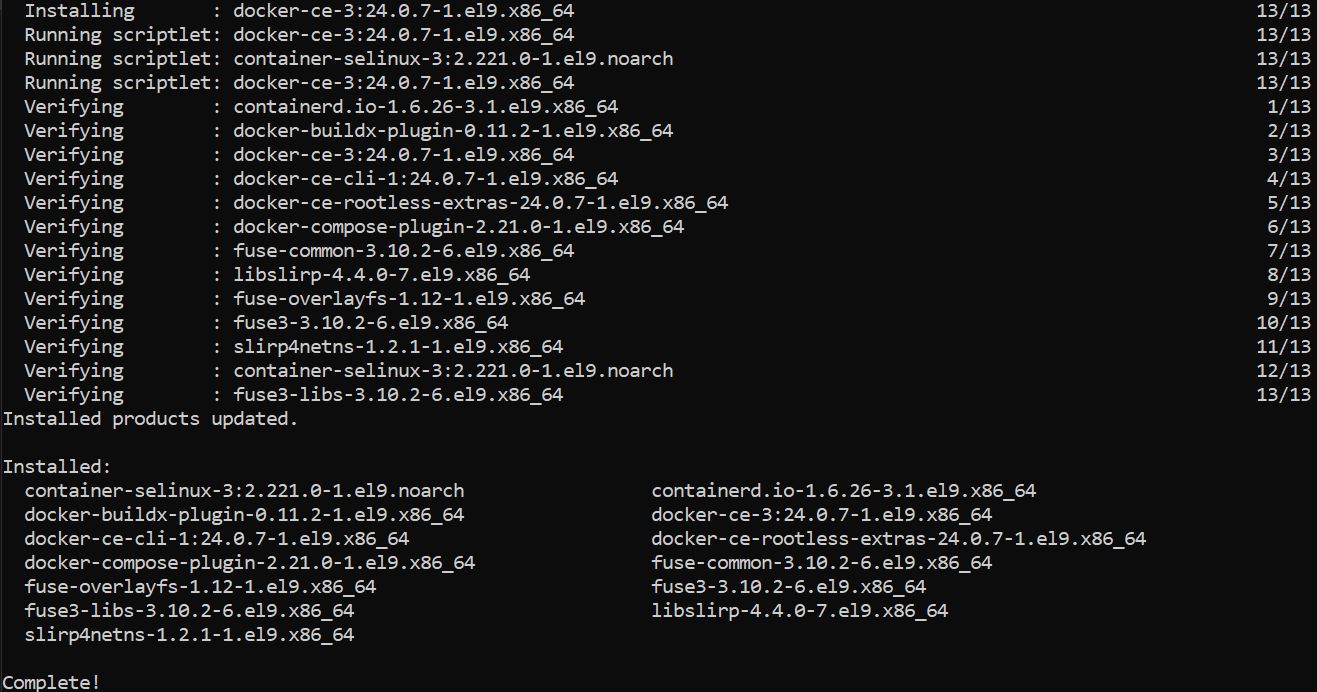 Installing       : docker-ce-3:24.0.7-1.el9.x86_64 13/13
Running scriptlet: docker-ce-3:24.0.7-1.el9.x86_64 13/13
Running scriptlet: container-selinux-3:2.221.0-1.el9.noarch 13/13
Running scriptlet: docker-ce-3:24.0.7-1.el9.x86_64 13/13
Verifying        : containerd.io-1.6.26-3.1.el9.x86_64 1/13
Verifying        : docker-buildx-plugin-0.11.2-1.el9.x86_64 2/13
Verifying        : docker-ce-3:24.0.7-1.el9.x86_64 3/13
Verifying        : docker-ce-cli-1:24.0.7-1.el9.x86_64 4/13
Verifying        : docker-ce-rootless-extras-24.0.7-1.el9.x86_64 5/13
Verifying        : docker-compose-plugin-2.21.0-1.el9.x86_64 6/13
Verifying        : fuse-common-3.10.2-6.el9.x86_64 7/13
Verifying        : libslirp-4.4.0-7.el9.x86_64 8/13
Verifying        : fuse-overlayfs-1.12-1.el9.x86_64 9/13
Verifying        : fuse3-3.10.2-6.el9.x86_64 10/13
Verifying        : slirp4netns-1.2.1-1.el9.x86_64 11/13
Verifying        : container-selinux-3:2.221.0-1.el9.noarch 12/13
Verifying        : fuse3-libs-3.10.2-6.el9.x86_64 13/13
Installed products updated.
Installed:
container-selinux-3:2.221.0-1.el9.noarch containerd.io-1.6.26-3.1.el9.x86_64
docker-buildx-plugin-0.11.2-1.el9.x86_64 docker-ce-3:24.0.7-1.el9.x86_64
docker-ce-cli-1:24.0.7-1.el9.x86_64 docker-ce-rootless-extras-24.0.7-1.el9.x86_64
docker-compose-plugin-2.21.0-1.el9.x86_64 fuse-common-3.10.2-6.el9.x86_64
fuse-overlayfs-1.12-1.el9.x86_64 fuse3-3.10.2-6.el9.x86_64
fuse3-libs-3.10.2-6.el9.x86_64 libslirp-4.4.0-7.el9.x86_64
slirp4netns-1.2.1-1.el9.x86_64
Complete!